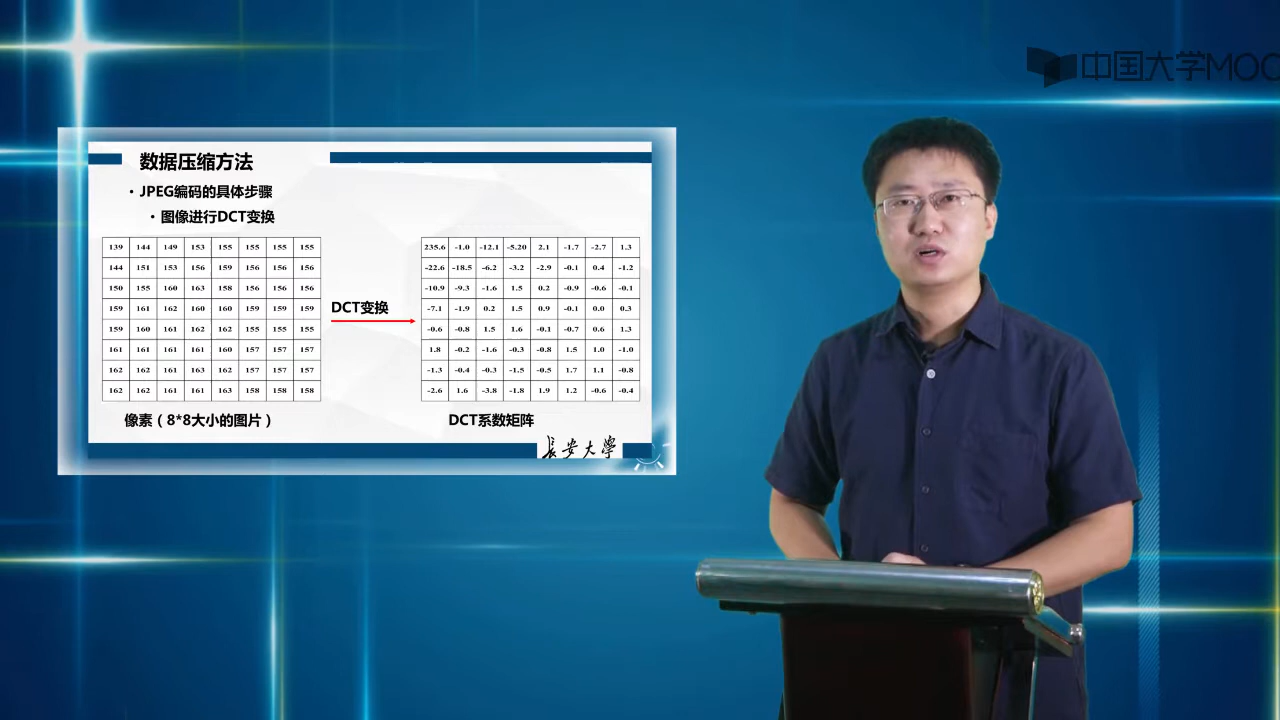 中国大学MOC
数据压缩方法
• JPEG编码的具体步骤
• 图像进行DCT变换
139 144 149 153 155 155 155 155
144 151 153 156 159 156 156 156
150 155 160 163 158 156 156 156
159 161 162 160 160 159 159 159
159 160 161 162 162 155 155 155
161 161 161 161 160 157 157 157
162 162 161 163 162 157 157 157
162 162 161 161 163 158 158 158
DCT变换
235.6 -1.0 -12.1 -5.20 2.1 -1.7 -2.7 1.3
-22.6 -18.5 -6.2 -3.2 -2.9 -0.1 0.4 -1.2
-10.9 -9.3 -1.6 1.5 0.2 -0.9 -0.6 -0.1
-7.1 -1.9 0.2 1.5 0.9 -0.1 0.0 0.3
-0.6 -0.8 1.5 1.6 -0.1 -0.7 0.6 1.3
1.8 -0.2 -1.6 -0.3 -0.8 1.5 1.0 -1.0
-1.3 -0.4 -0.3 -1.5 -0.5 1.7 1.1 -0.8
-2.6 1.6 -3.8 -1.8 1.9 1.2 -0.6 -0.4
像素（8*8大小的图片）
DCT系数矩阵
长安大学